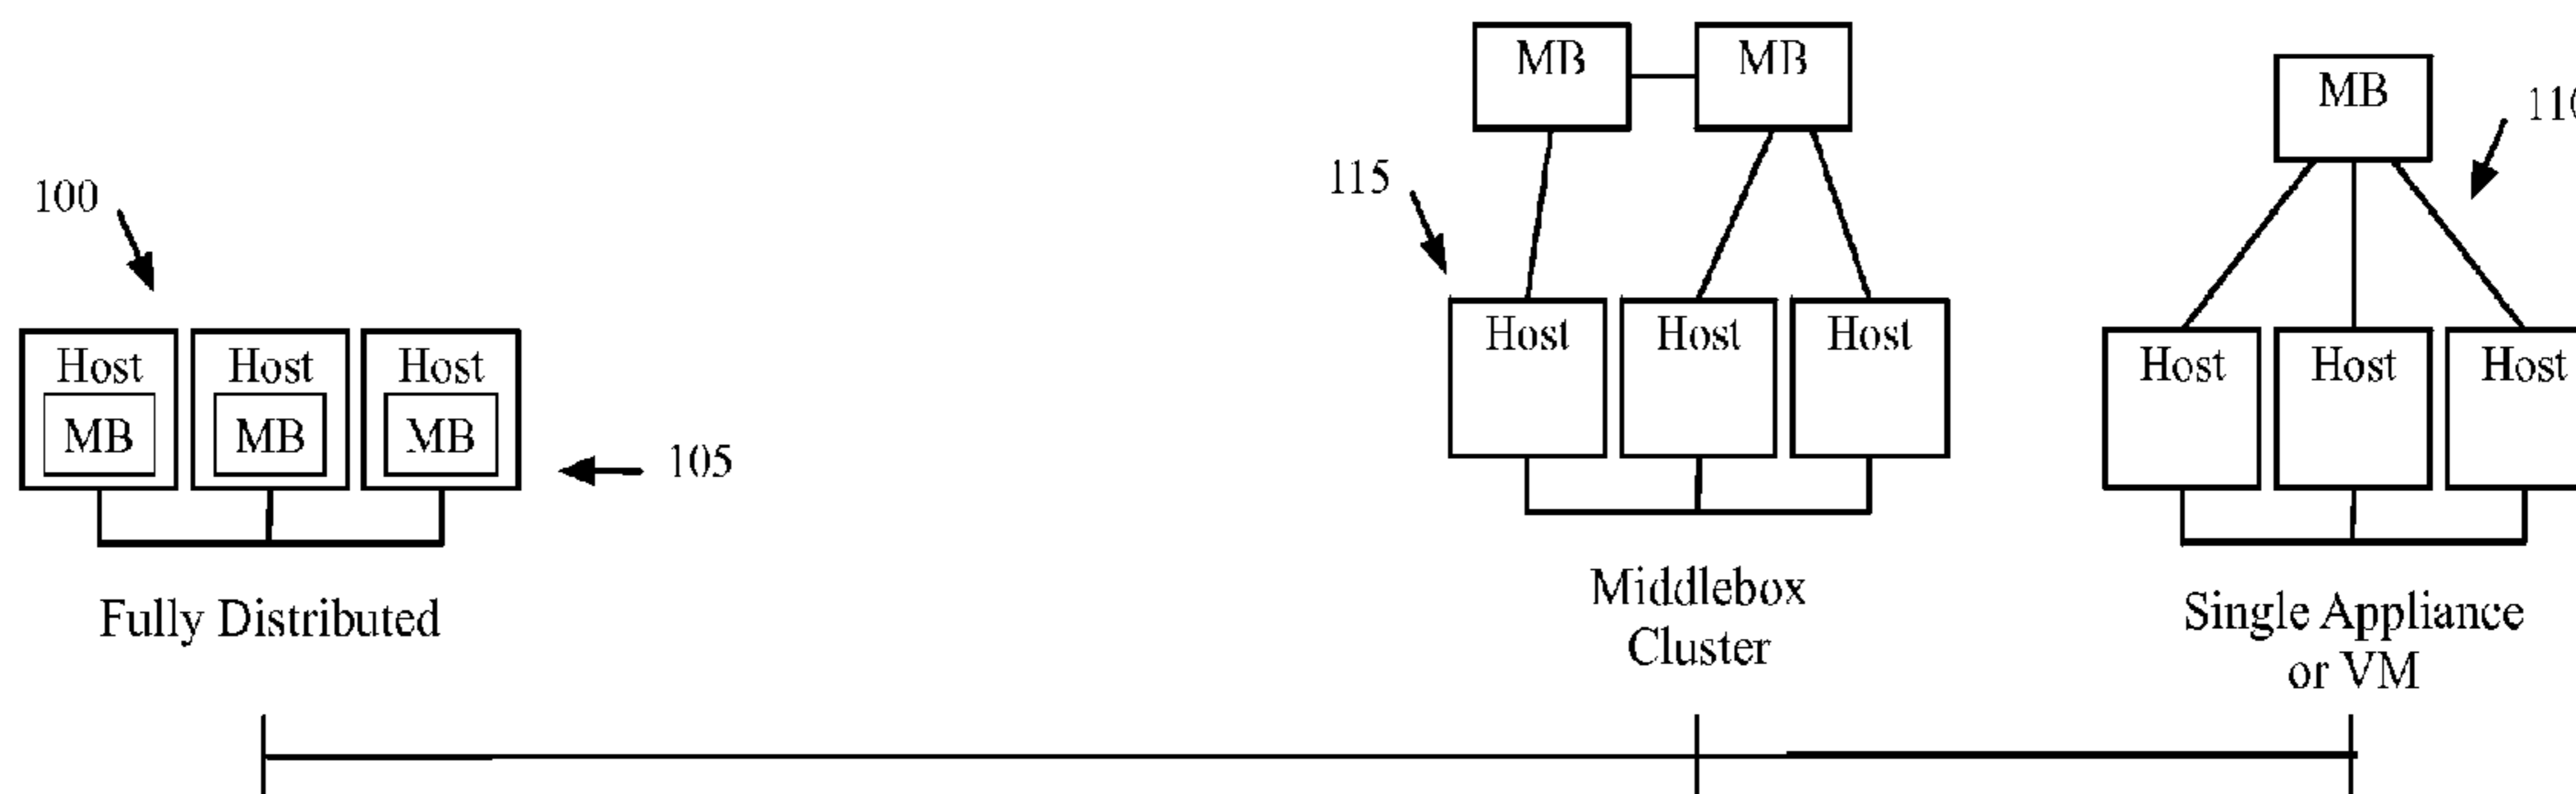 MB MB
MB
110
115
100
Host Host Host
Host Host Host
Host Host Host
MB MB MB
105
Middlebox
Cluster
Fully Distributed
Single Appliance
or VM